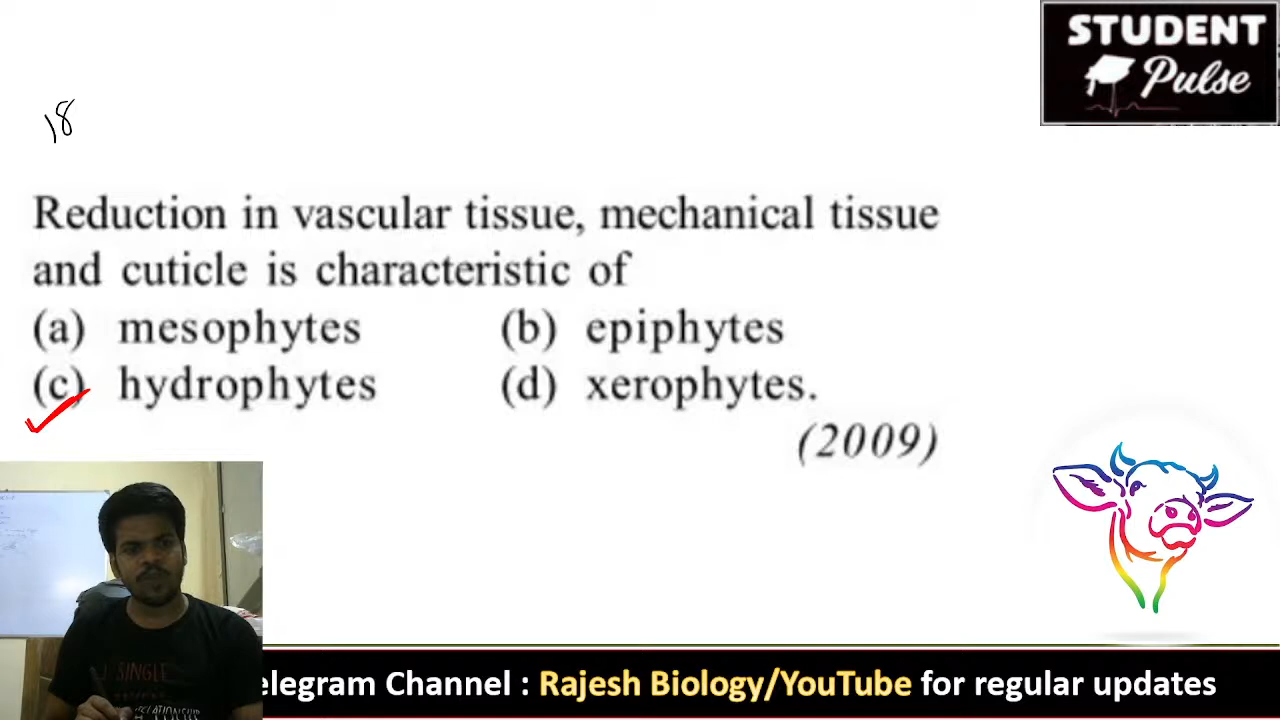 STUDENT
Pulse
18
Reduction in vascular tissue, mechanical tissue
and cuticle is characteristic of
(a) mesophytes (b) epiphytes
(c) hydrophytes (d) xerophytes.
(2009)
SINGLE
elegram Channel : Rajesh Biology/YouTube for regular updates